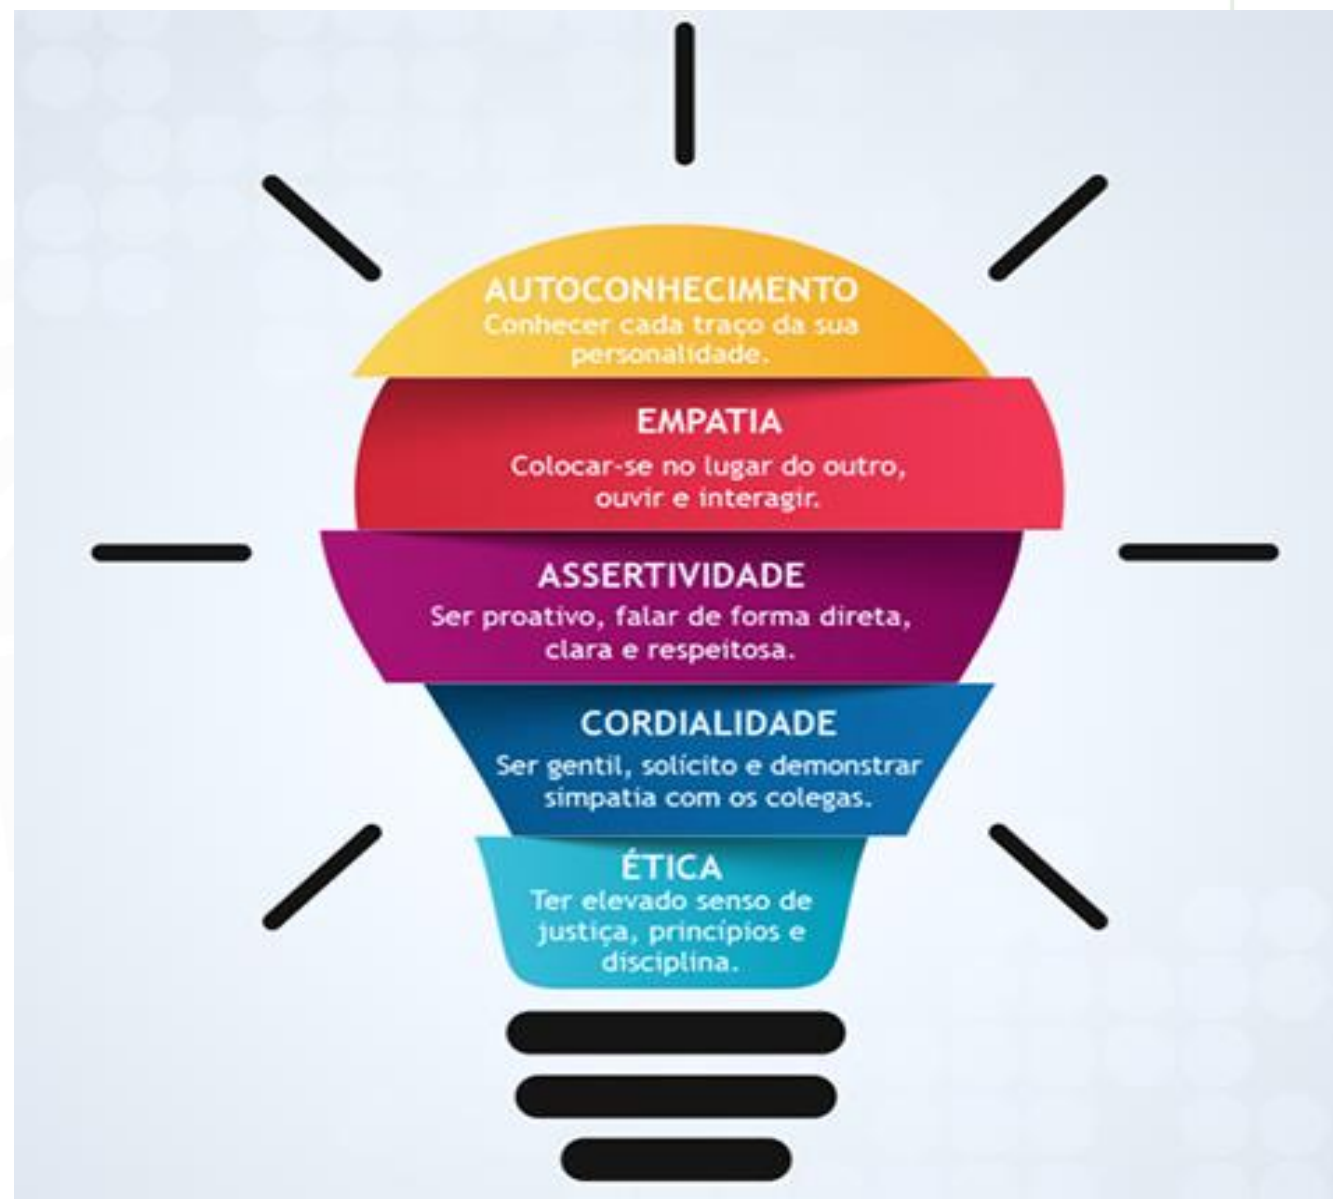 AUTOCONHECIMENTO
Conhecer cada traço da sua
personalidade.
EMPATIA
Colocar-se no lugar do outro,
ouvir e interagir.
ASSERTIVIDADE
Ser proativo, falar de forma direta,
clara e respeitosa.
CORDIALIDADE
Ser gentil, solícito e demonstrar
simpatia com os colegas.
ÉTICA
Ter elevado senso de
justiça, princípios e
disciplina.